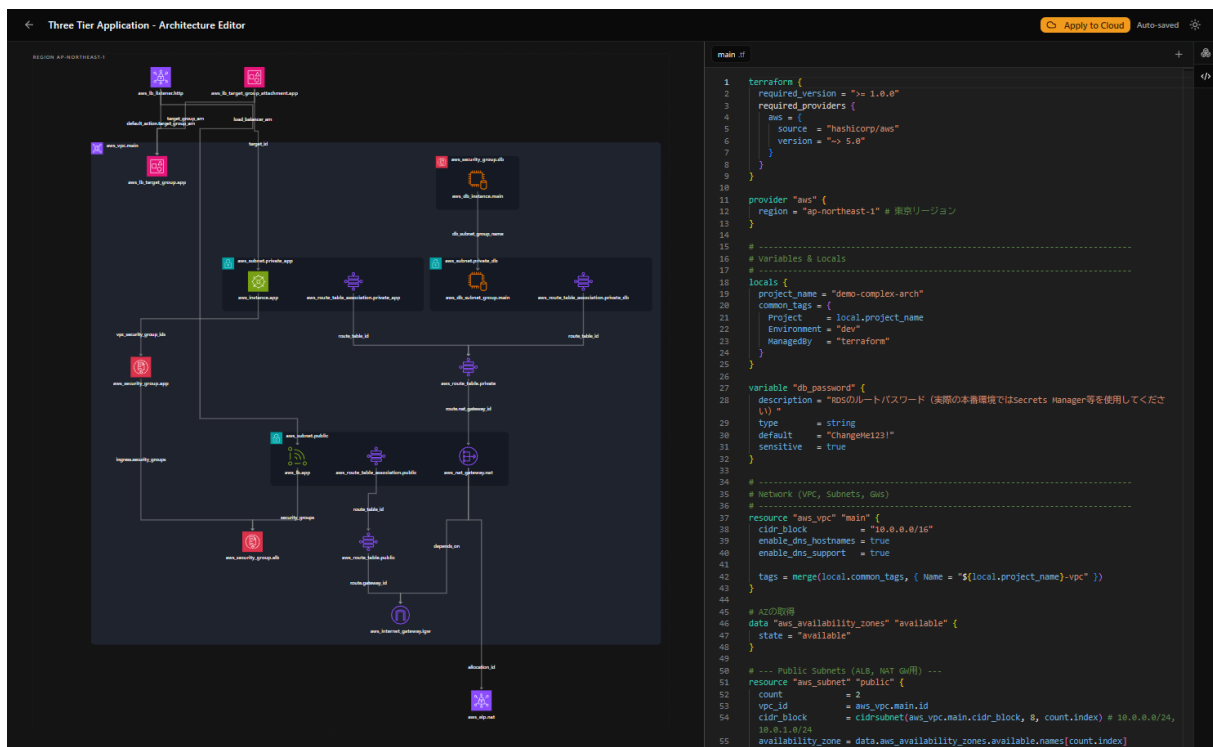 Three Tier Application - Architecture Editor
Apply to Cloud
Auto-saved
REGION AP-NORTHEAST-1
aws_lb_listener.http
aws_lb_target_group_attachment.app
target_group_arn
default_action.target_group_arn
load_balancer_arn
aws_vpc.main
target_id
aws_lb_target_group.app
aws_security_group.db
aws_db_instance.main
db_subnet_group_name
aws_subnet.private_app
aws_subnet.private_db
aws_instance.app
aws_route_table_association.private_app
aws_db_subnet_group.main
aws_route_table_association.private_db
vpc_security_group_ids
route_table_id
route_table_id
aws_security_group.app
aws_route_table.private
route.nat_gateway_id
aws_subnet.public
ingress.security_groups
aws_lb.app
aws_route_table_association.public
aws_nat_gateway.nat
route_table_id
security_groups
aws_security_group.alb
aws_route_table.public
depends_on
route.gateway_id
aws_internet_gateway.igw
allocation_id
aws_eip.nat
main .tf
1 terraform {
2 required_version = ">= 1.0.0"
3 required_providers {
4 aws = {
5 source = "hashicorp/aws"
6 version = "~> 5.0"
7 }
8 }
9 }
10
11 provider "aws" {
12 region = "ap-northeast-1" # 東京リージョン
13 }
14
15 # --------------------------------------------------------------------------
16 # Variables & Locals
17 # --------------------------------------------------------------------------
18 locals {
19 project_name = "demo-complex-arch"
20 common_tags = {
21 Project = local.project_name
22 Environment = "dev"
23 ManagedBy = "terraform"
24 }
25 }
26
27 variable "db_password" {
28 description = "RDSのルートパスワード（実際の本番環境ではSecrets Manager等を使用してくださ
い）"
29 type = string
30 default = "ChangeMe123!"
31 sensitive = true
32 }
33
34 # --------------------------------------------------------------------------
35 # Network (VPC, Subnets, GWs)
36 # --------------------------------------------------------------------------
37 resource "aws_vpc" "main" {
38 cidr_block = "10.0.0.0/16"
39 enable_dns_hostnames = true
40 enable_dns_support = true
41
42 tags = merge(local.common_tags, { Name = "${local.project_name}-vpc" })
43 }
44
45 # AZの取得
46 data "aws_availability_zones" "available" {
47 state = "available"
48 }
49
50 # --- Public Subnets (ALB, NAT GW用) ---
51 resource "aws_subnet" "public" {
52 count = 2
53 vpc_id = aws_vpc.main.id
54 cidr_block = cidrsubnet(aws_vpc.main.cidr_block, 8, count.index) # 10.0.0.0/24,
10.0.1.0/24
55 availability_zone = data.aws_availability_zones.available.names[count.index]